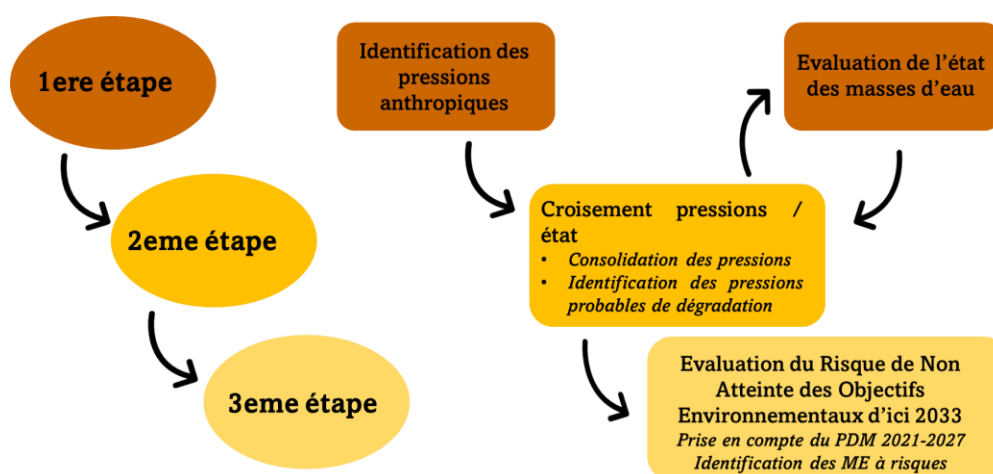 1ere étape
Identification des
pressions
anthropiques
Evaluation de l'état
des masses d'eau
2eme étape
Croisement pressions /
état
• Consolidation des pressions
• Identification des pressions
probables de dégradation
3eme étape
Evaluation du Risque de Non
Atteinte des Objectifs
Environnementaux d'ici 2033
Prise en compte du PDM 2021-2027
Identification des ME à risques